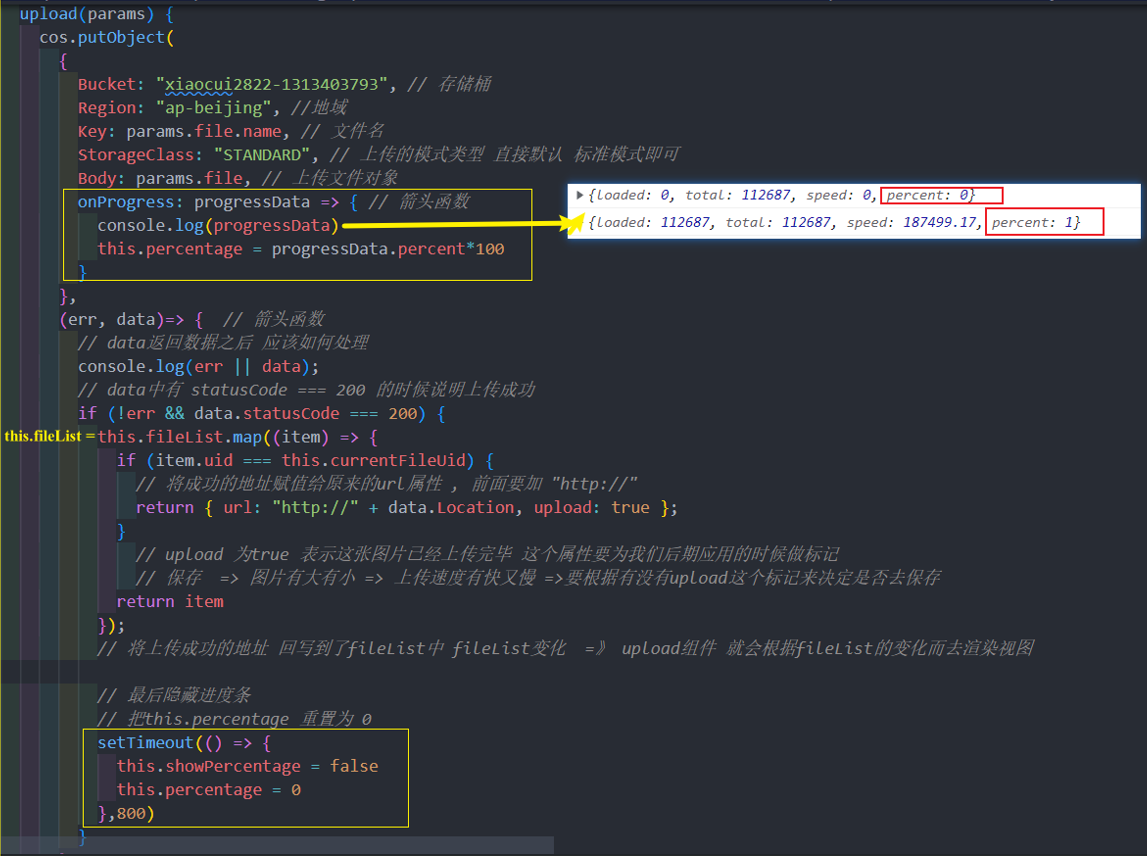 upload(params) {
cos.putObject(
{
Bucket: "xiaocui2822-1313403793", // 存储桶
Region: "ap-beijing", //地域
Key: params.file.name, // 文件名
StorageClass: "STANDARD", // 上传的模式类型 直接默认 标准模式即可
Body: params.file, // 上传文件对象
onProgress: progressData => { // 箭头函数
console.log(progressData)
this.percentage = progressData.percent*100
}
{loaded: 0, total: 112687, speed: 0, percent: 0}
{loaded: 112687, total: 112687, speed: 187499.17, percent: 1}
},
(err, data)=> {  // 箭头函数
// data返回数据之后 应该如何处理
console.log(err || data);
// data中有 statusCode === 200 的时候说明上传成功
if (!err && data.statusCode === 200) {
this.fileList =this.fileList.map((item) => {
if (item.uid === this.currentFileUid) {
// 将成功的地址赋值给原来的url属性 , 前面要加 "http://"
return { url: "http://" + data.Location, upload: true };
}
// upload 为true 表示这张图片已经上传完毕 这个属性要为我们后期应用的时候做标记
// 保存  => 图片有大有小 => 上传速度有快又慢 =>要根据有没有upload这个标记来决定是否去保存
return item
});
// 将上传成功的地址 回写到了fileList中 fileList变化  =》 upload组件 就会根据fileList的变化而去渲染视图
// 最后隐藏进度条
// 把this.percentage 重置为 0
setTimeout(() => {
this.showPercentage = false
this.percentage = 0
},800)
}